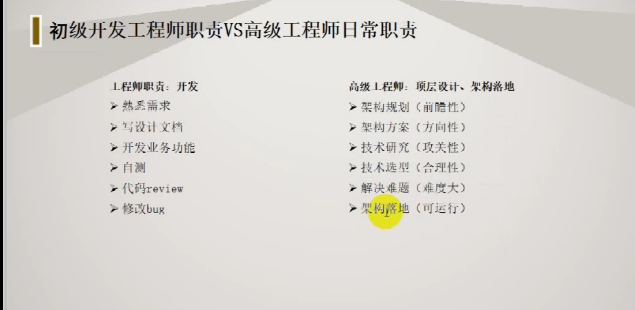 初级开发工程师职责VS高级工程师日常职责
工程师职责：开发
➢ 熟悉需求
➢ 写设计文档
➢ 开发业务功能
➢ 自测
➢ 代码review
➢ 修改bug
高级工程师：顶层设计、架构落地
➢ 架构规划（前瞻性）
➢ 架构方案（方向性）
➢ 技术研究（攻关性）
➢ 技术选型（合理性）
➢ 解决难题（难度大）
➢ 架构落地（可运行）